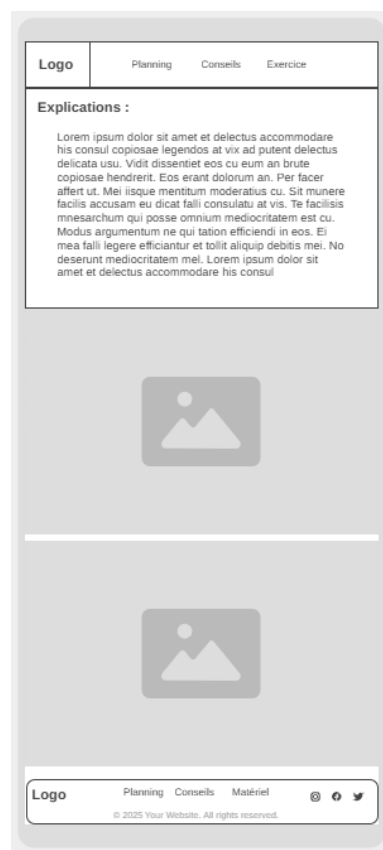 Logo
Planning Conseils Exercice
Explications :
Lorem ipsum dolor sit amet et delectus accommodare
his consul copiosae legendos at vix ad putent delectus
delicata usu. Vidit dissentiet eos cu eum an brute
copiosae hendrerit. Eos erant dolorum an. Per facer
affert ut. Mei iisque mentitum moderatius cu. Sit munere
facilis accusam eu dicat falli consulatu at vis. Te facilisis
mnesarchum qui posse omnium mediocritatem est cu.
Modus argumentum ne qui tation efficiendi in eos. Ei
mea falli legere efficiantur et tollit aliquip debitis mei. No
deserunt mediocritatem mel. Lorem ipsum dolor sit
amet et delectus accommodare his consul
Logo
Planning Conseils Matériel
© 2025 Your Website. All rights reserved.